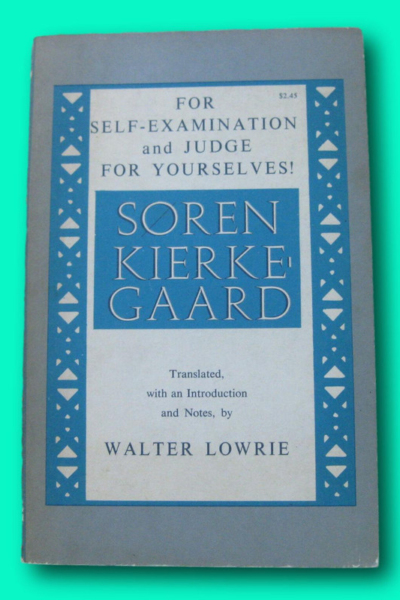 FOR
$2.45
SELF-EXAMINATION
and JUDGE
FOR YOURSELVES!
SOREN
KIERKE-
GAARD
Translated,
with an Introduction
and Notes, by
WALTER LOWRIE